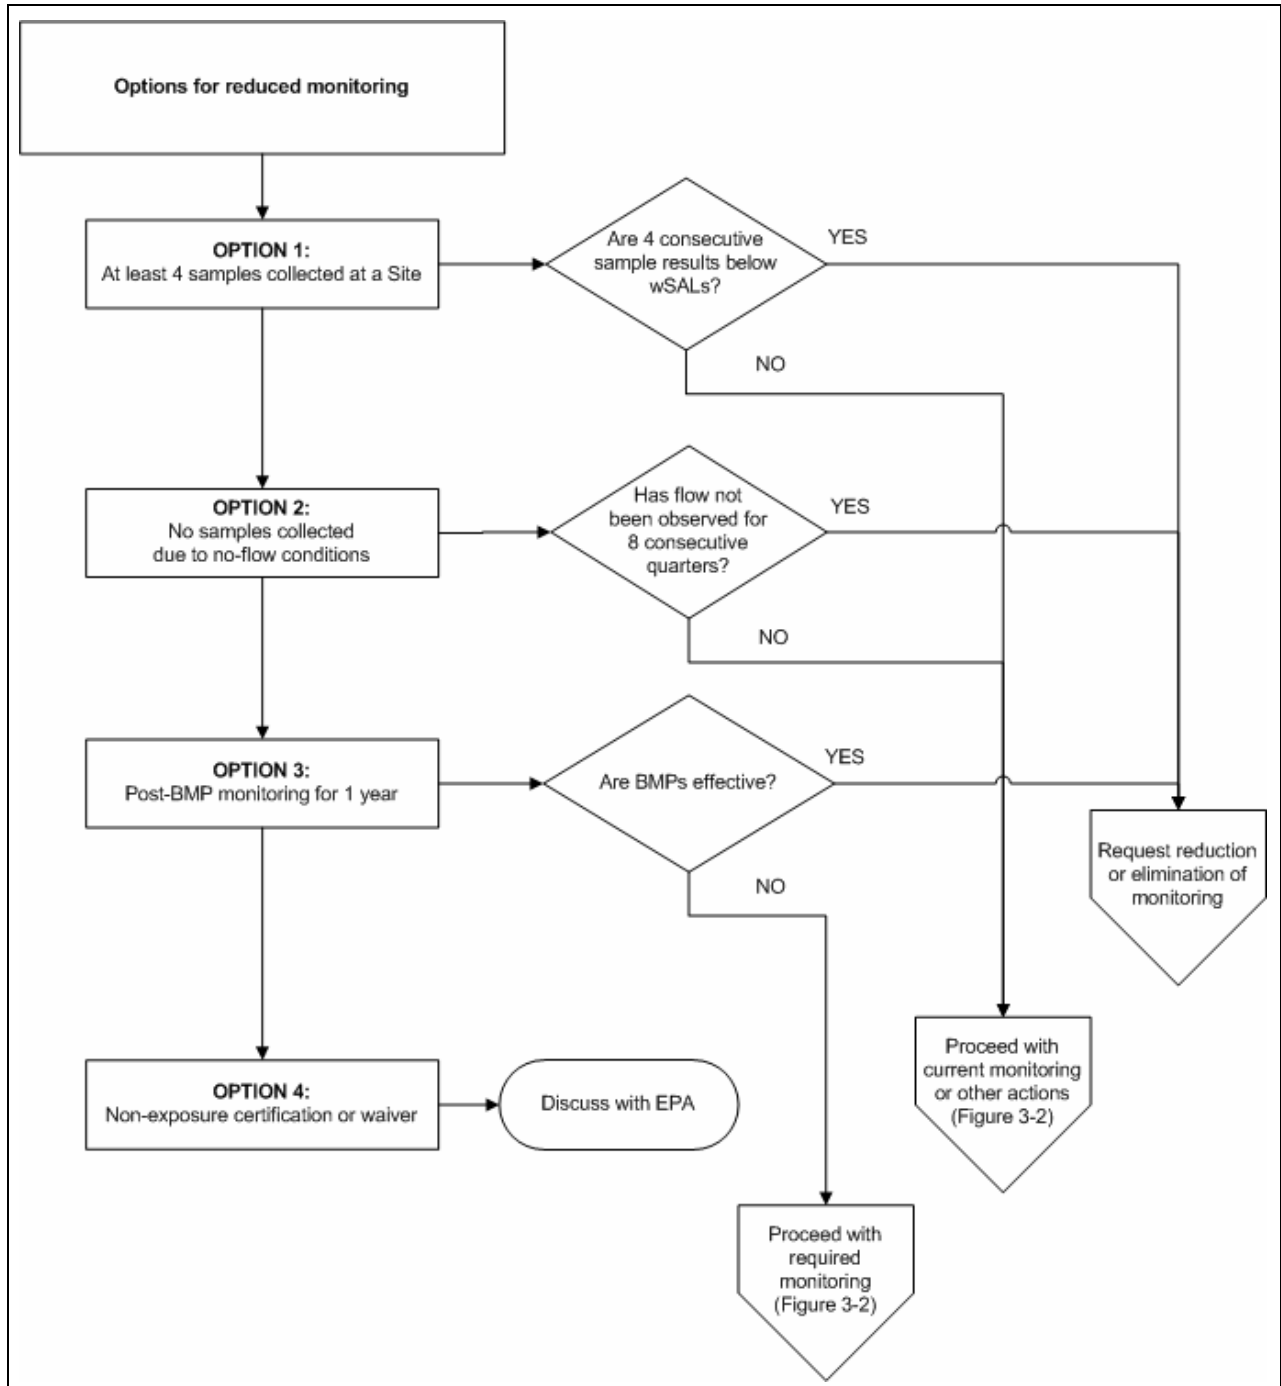 Options for reduced monitoring
OPTION 1:
At least 4 samples collected at a Site
Are 4 consecutive
sample results below
wSALs?
YES
NO
OPTION 2:
No samples collected
due to no-flow conditions
Has flow not
been observed for
8 consecutive
quarters?
YES
NO
OPTION 3:
Post-BMP monitoring for 1 year
Are BMPs effective?
YES
NO
Request reduction
or elimination of
monitoring
OPTION 4:
Non-exposure certification or waiver
Discuss with EPA
Proceed with
current monitoring
or other actions
(Figure 3-2)
Proceed with
required
monitoring
(Figure 3-2)